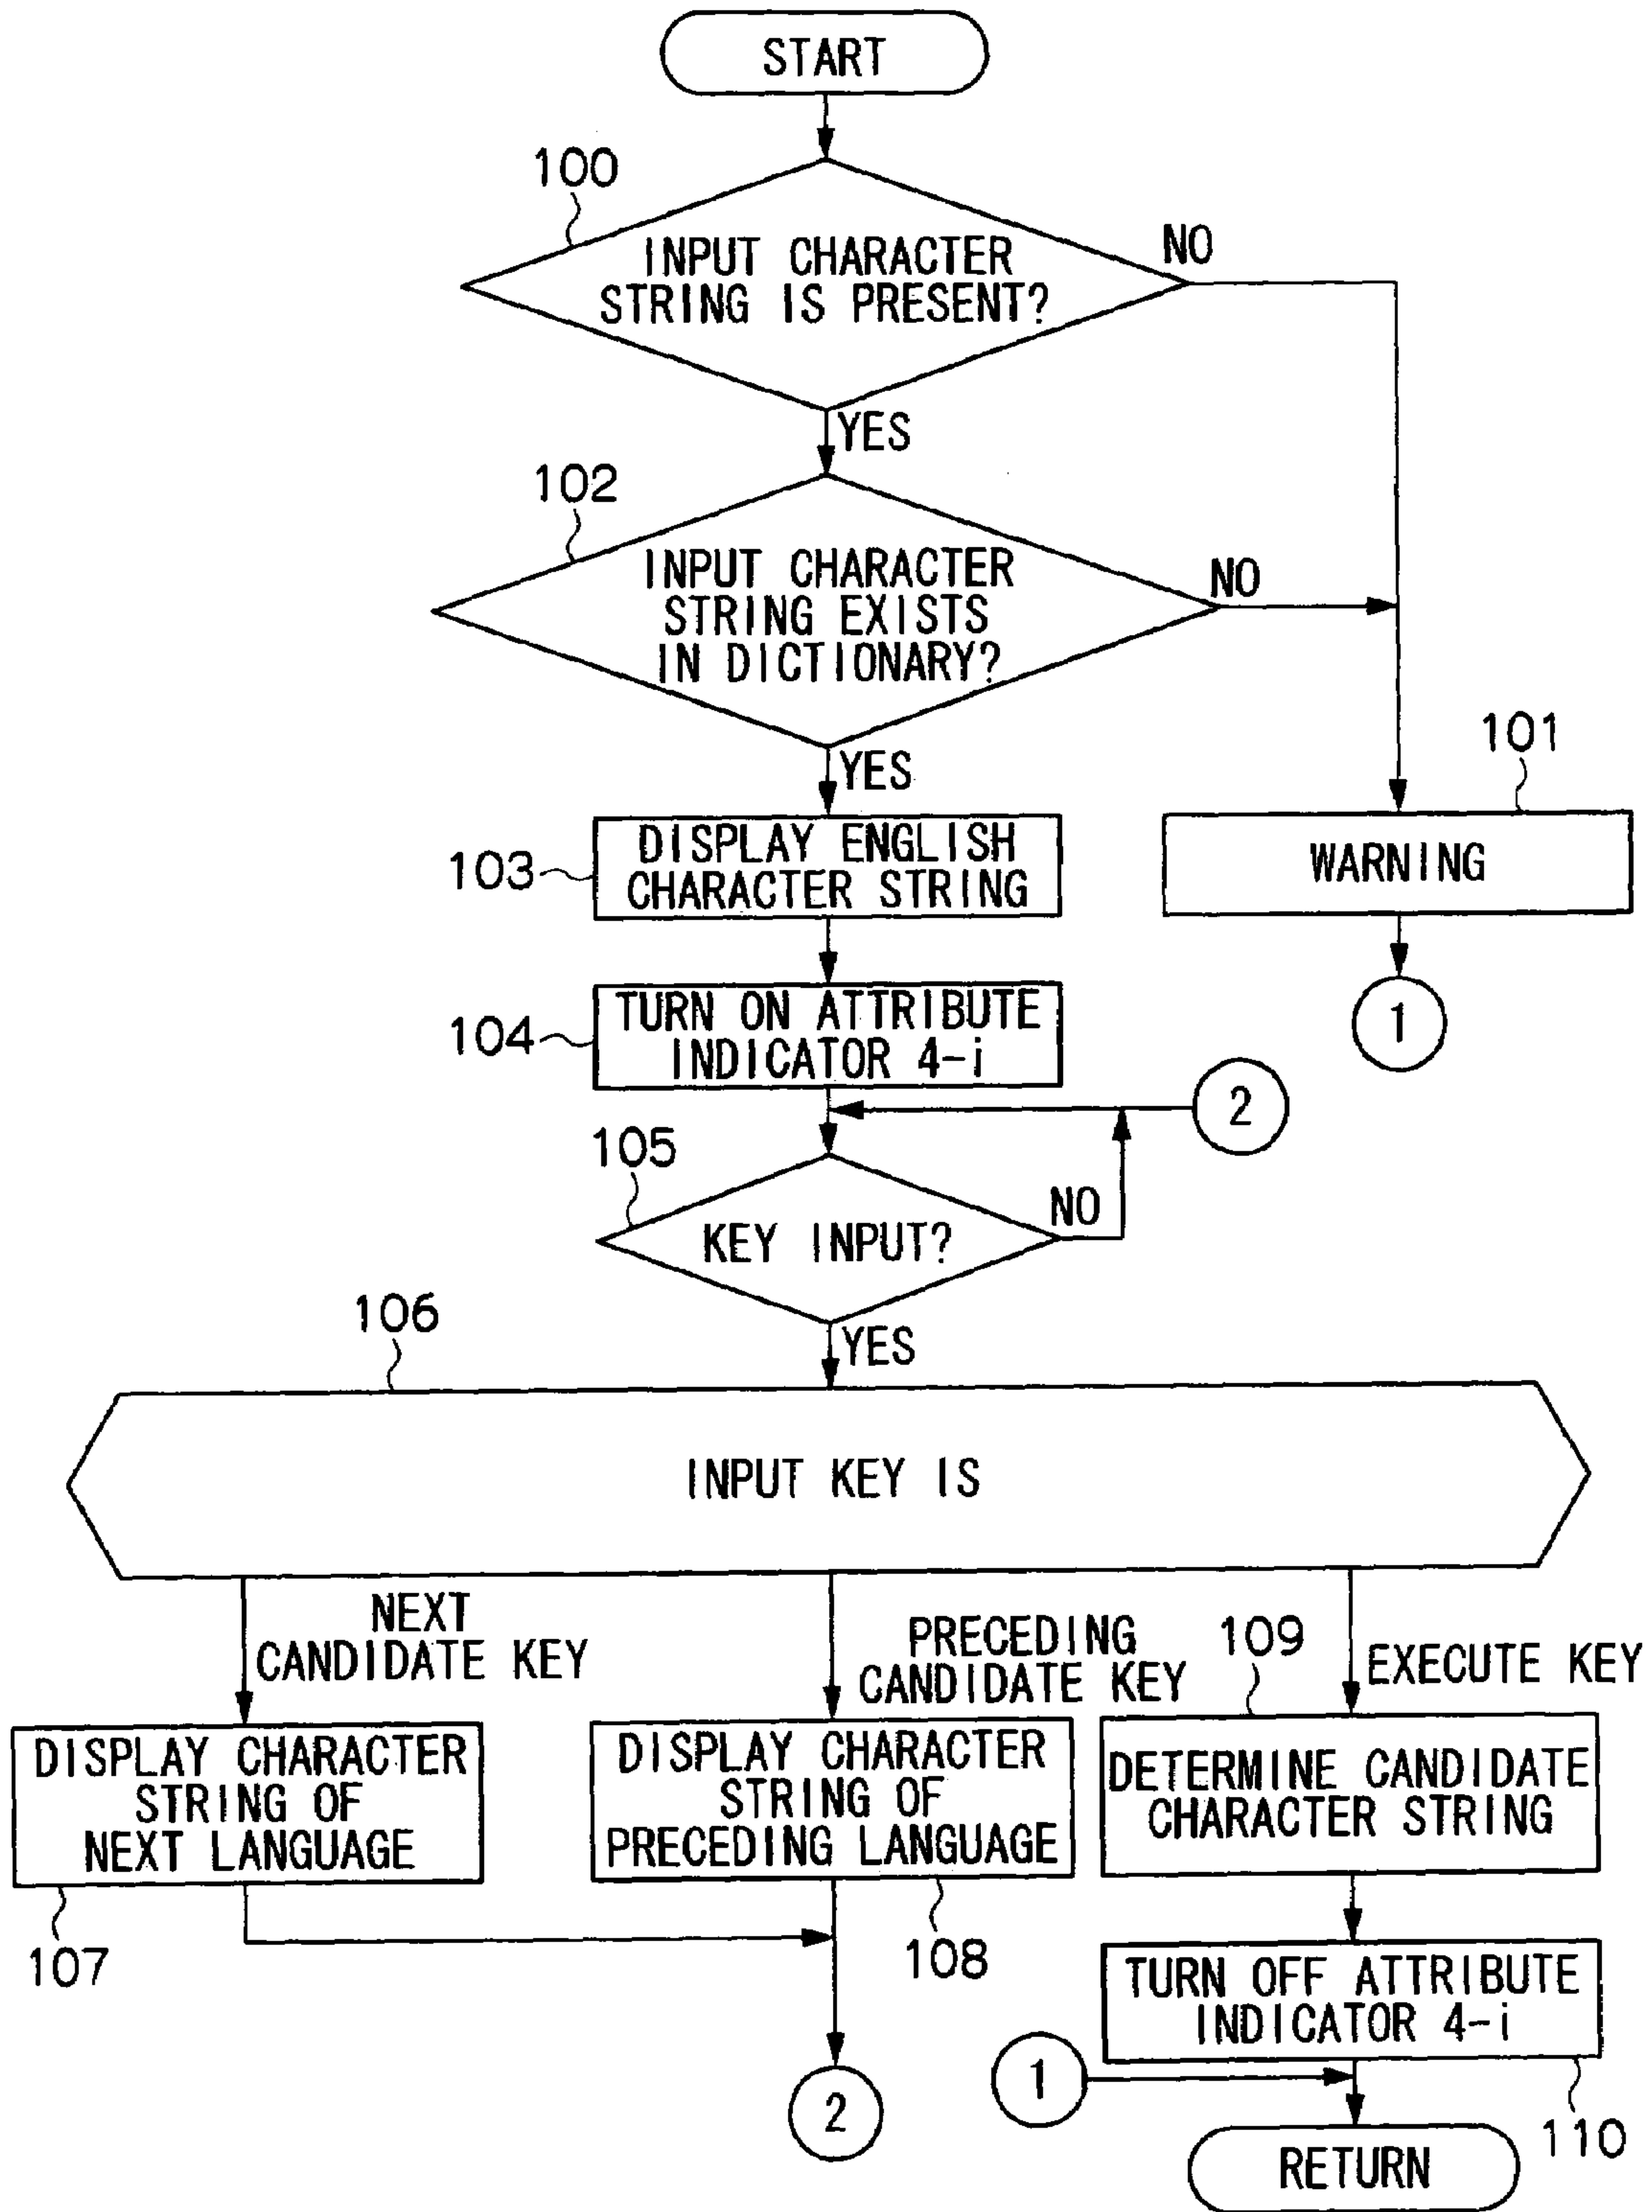 START
100
INPUT CHARACTER
STRING IS PRESENT?
NO
YES
102
INPUT CHARACTER
STRING EXISTS
IN DICTIONARY?
NO
YES
101
WARNING
1
103
DISPLAY ENGLISH
CHARACTER STRING
104
TURN ON ATTRIBUTE
INDICATOR 4-i
2
105
KEY INPUT?
NO
YES
106
INPUT KEY IS
NEXT
CANDIDATE KEY
PRECEDING
CANDIDATE KEY
109
EXECUTE KEY
DISPLAY CHARACTER
STRING OF
NEXT LANGUAGE
107
DISPLAY CHARACTER
STRING OF
PRECEDING LANGUAGE
108
DETERMINE CANDIDATE
CHARACTER STRING
TURN OFF ATTRIBUTE
INDICATOR 4-i
110
2
1
RETURN